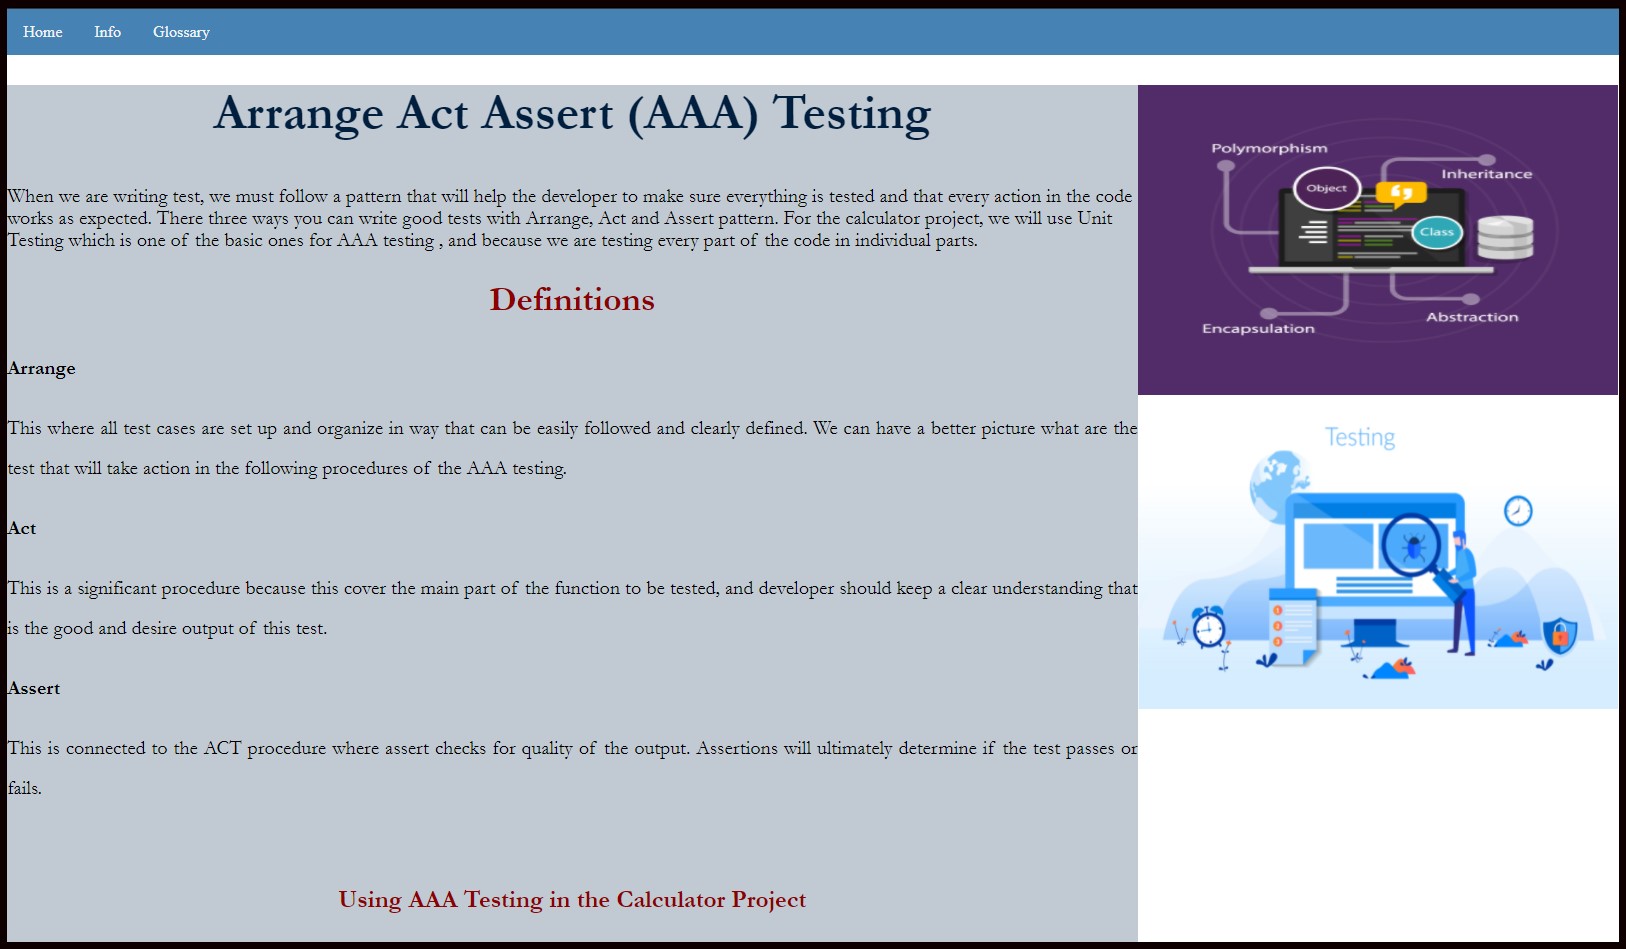 Home Info Glossary
Arrange Act Assert (AAA) Testing
When we are writing test, we must follow a pattern that will help the developer to make sure everything is tested and that every action in the code
works as expected. There three ways you can write good tests with Arrange, Act and Assert pattern. For the calculator project, we will use Unit
Testing which is one of the basic ones for AAA testing , and because we are testing every part of the code in individual parts.
Definitions
Arrange
This where all test cases are set up and organize in way that can be easily followed and clearly defined. We can have a better picture what are the
test that will take action in the following procedures of the AAA testing.
Act
This is a significant procedure because this cover the main part of the function to be tested, and developer should keep a clear understanding that
is the good and desire output of this test.
Assert
This is connected to the ACT procedure where assert checks for quality of the output. Assertions will ultimately determine if the test passes or
fails.
Using AAA Testing in the Calculator Project
Polymorphism
Inheritance
Object
Class
Abstraction
Encapsulation
Testing
1
2
3